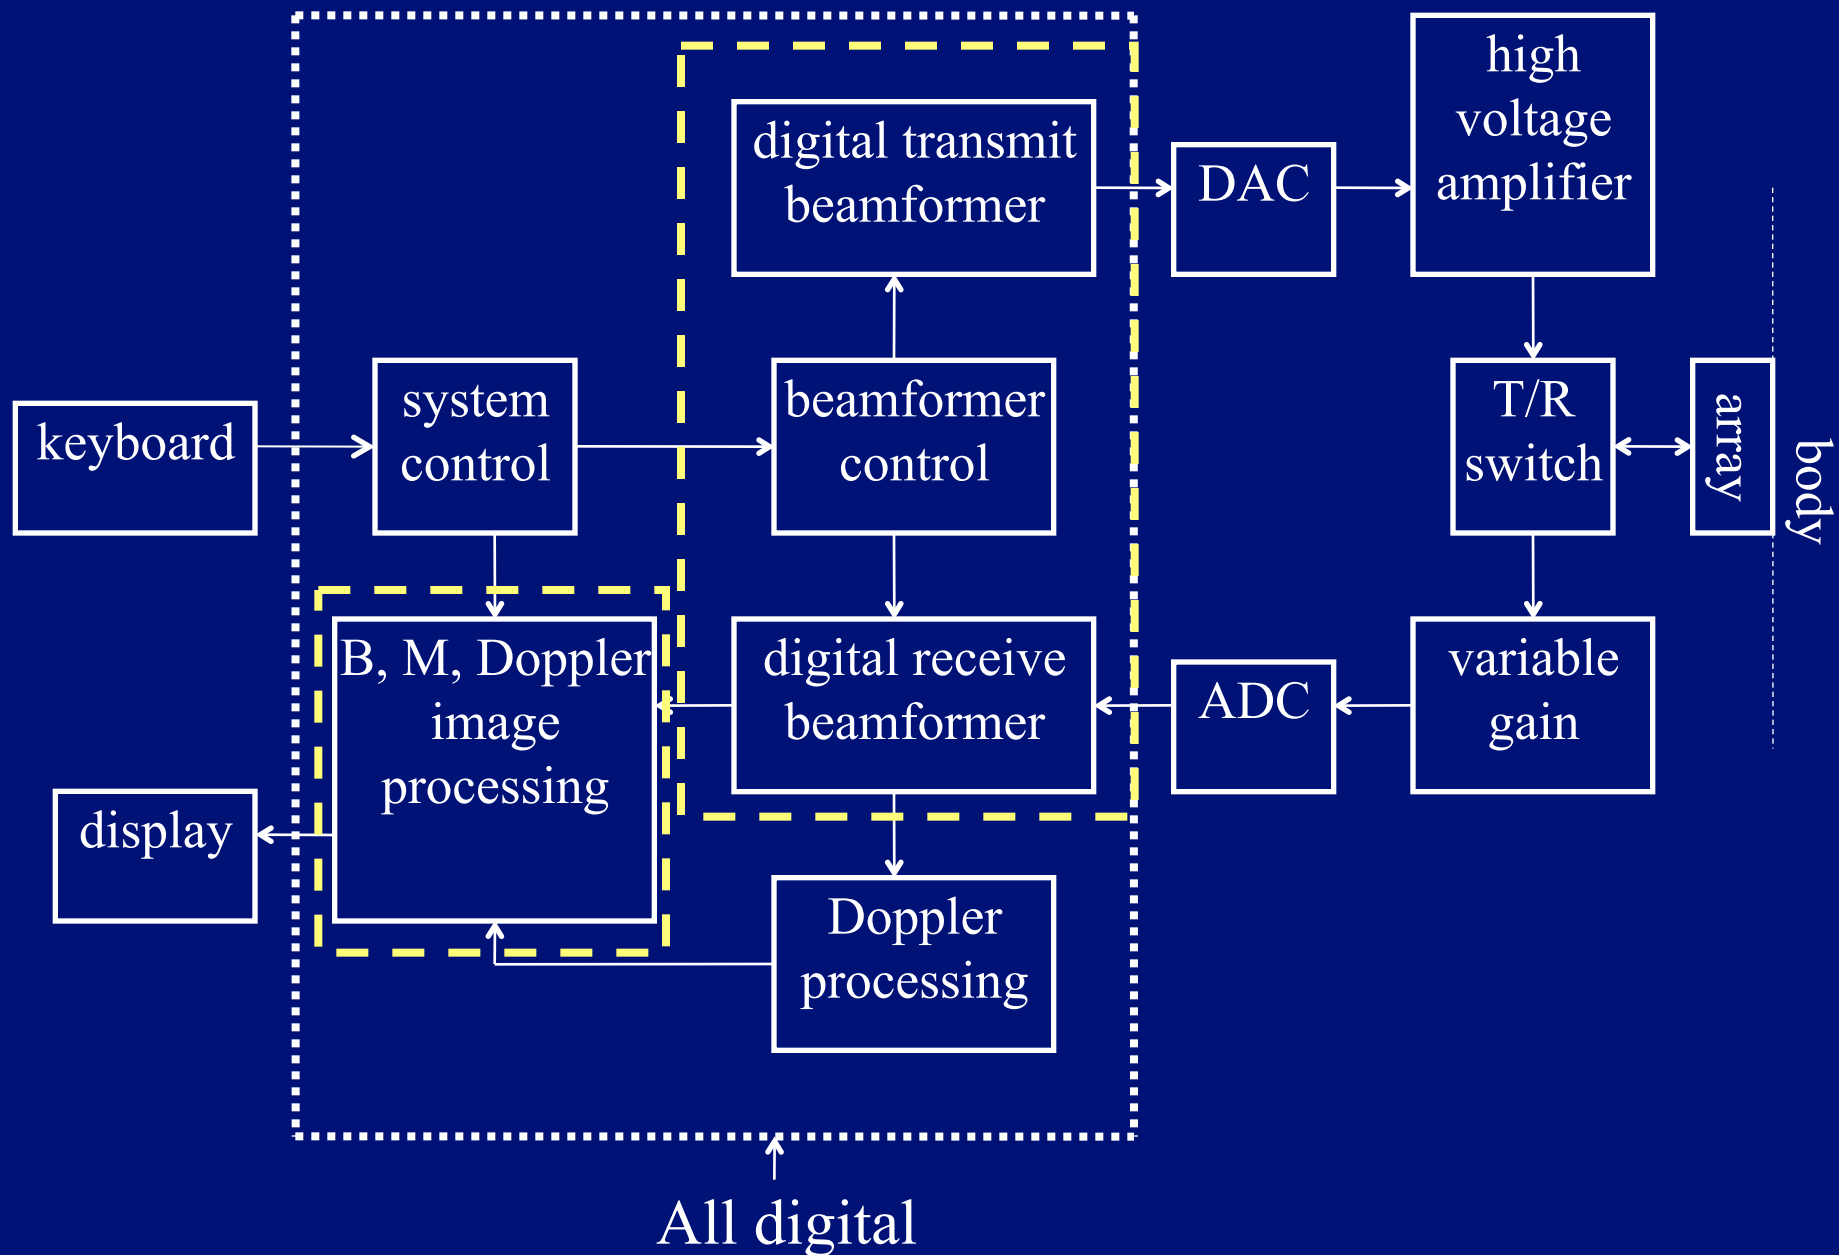 high
voltage
amplifier
digital transmit
beamformer
DAC
keyboard
system
control
beamformer
control
T/R
switch
array
body
B, M, Doppler
image
processing
digital receive
beamformer
ADC
variable
gain
display
Doppler
processing
All digital